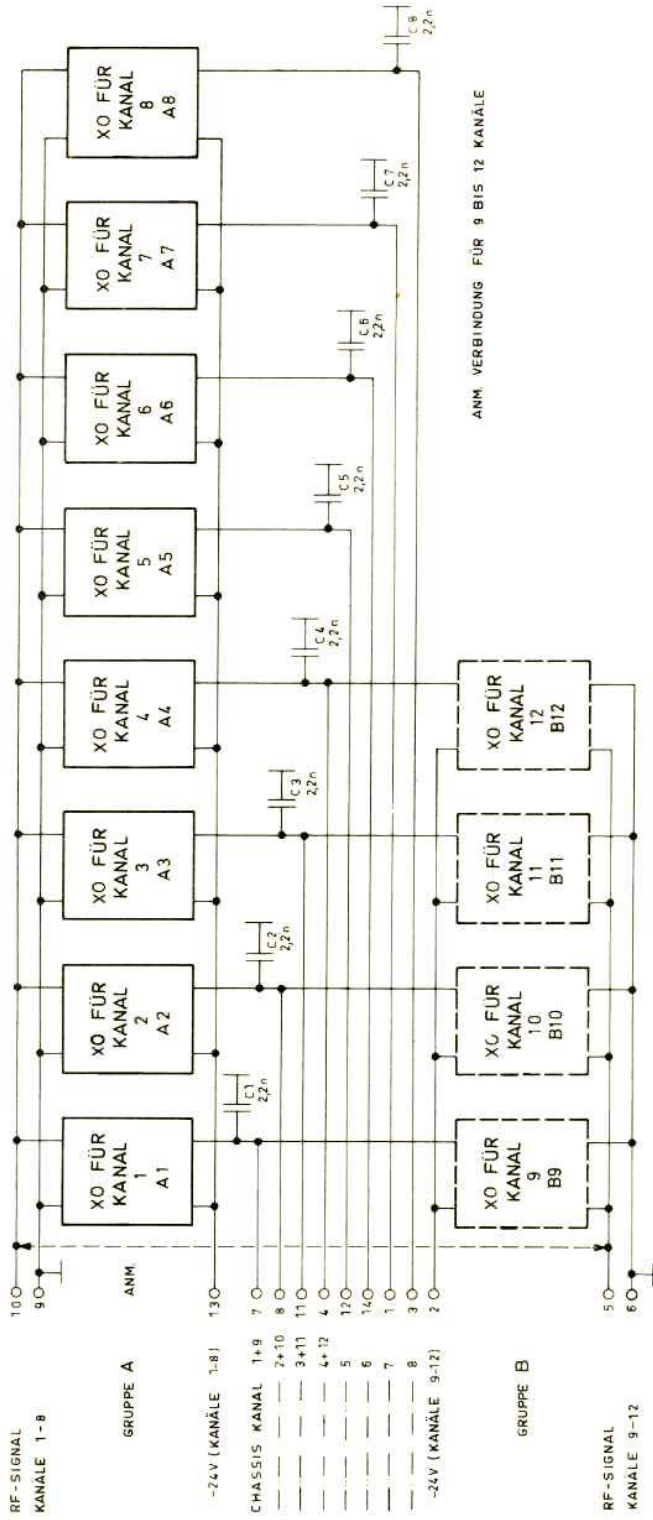 RF-SIGNAL
KANÄLE 1-8
10
9
GRUPPE A
ANM.
-24V (KANÄLE 1-8)
13
XO FÜR
KANAL
1
A1
XO FÜR
KANAL
2
A2
XO FÜR
KANAL
3
A3
XO FÜR
KANAL
4
A4
XO FÜR
KANAL
5
A5
XO FÜR
KANAL
6
A6
XO FÜR
KANAL
7
A7
XO FÜR
KANAL
8
A8
C1
2,2n
C2
2,2n
C3
2,2n
C4
2,2n
C5
2,2n
C6
2,2n
C7
2,2n
C8
2,2n
CHASSIS KANAL 1+9 7
2+10 8
3+11 11
4+12 4
5 12
6 14
7 1
8 3
-24V (KANÄLE 9-12) 2
ANM. VERBINDUNG FÜR 9 BIS 12 KANÄLE
GRUPPE B
XO FÜR
KANAL
9
B9
XO FÜR
KANAL
10
B10
XO FÜR
KANAL
11
B11
XO FÜR
KANAL
12
B12
RF-SIGNAL
KANÄLE 9-12
5
6